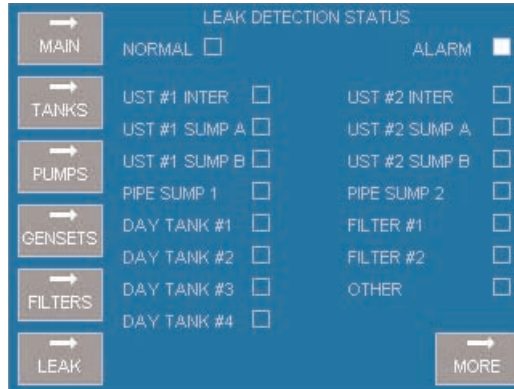 LEAK DETECTION STATUS
MAIN
NORMAL
ALARM
TANKS
UST #1 INTER
UST #2 INTER
UST #1 SUMP A
UST #2 SUMP A
PUMPS
UST #1 SUMP B
UST #2 SUMP B
PIPE SUMP 1
PIPE SUMP 2
GENSETS
DAY TANK #1
FILTER #1
DAY TANK #2
FILTER #2
FILTERS
DAY TANK #3
OTHER
DAY TANK #4
LEAK
MORE